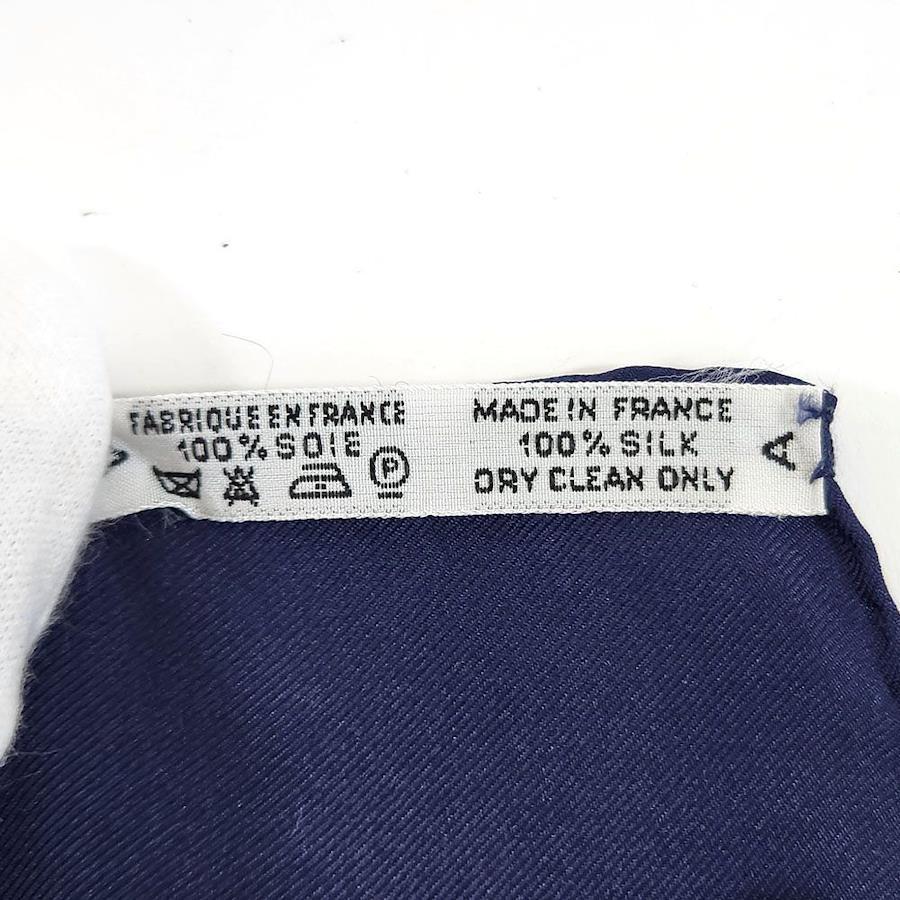 FABRIQUE EN FRANCE
100% SOIE
P
MADE IN FRANCE
100% SILK
DRY CLEAN ONLY
A